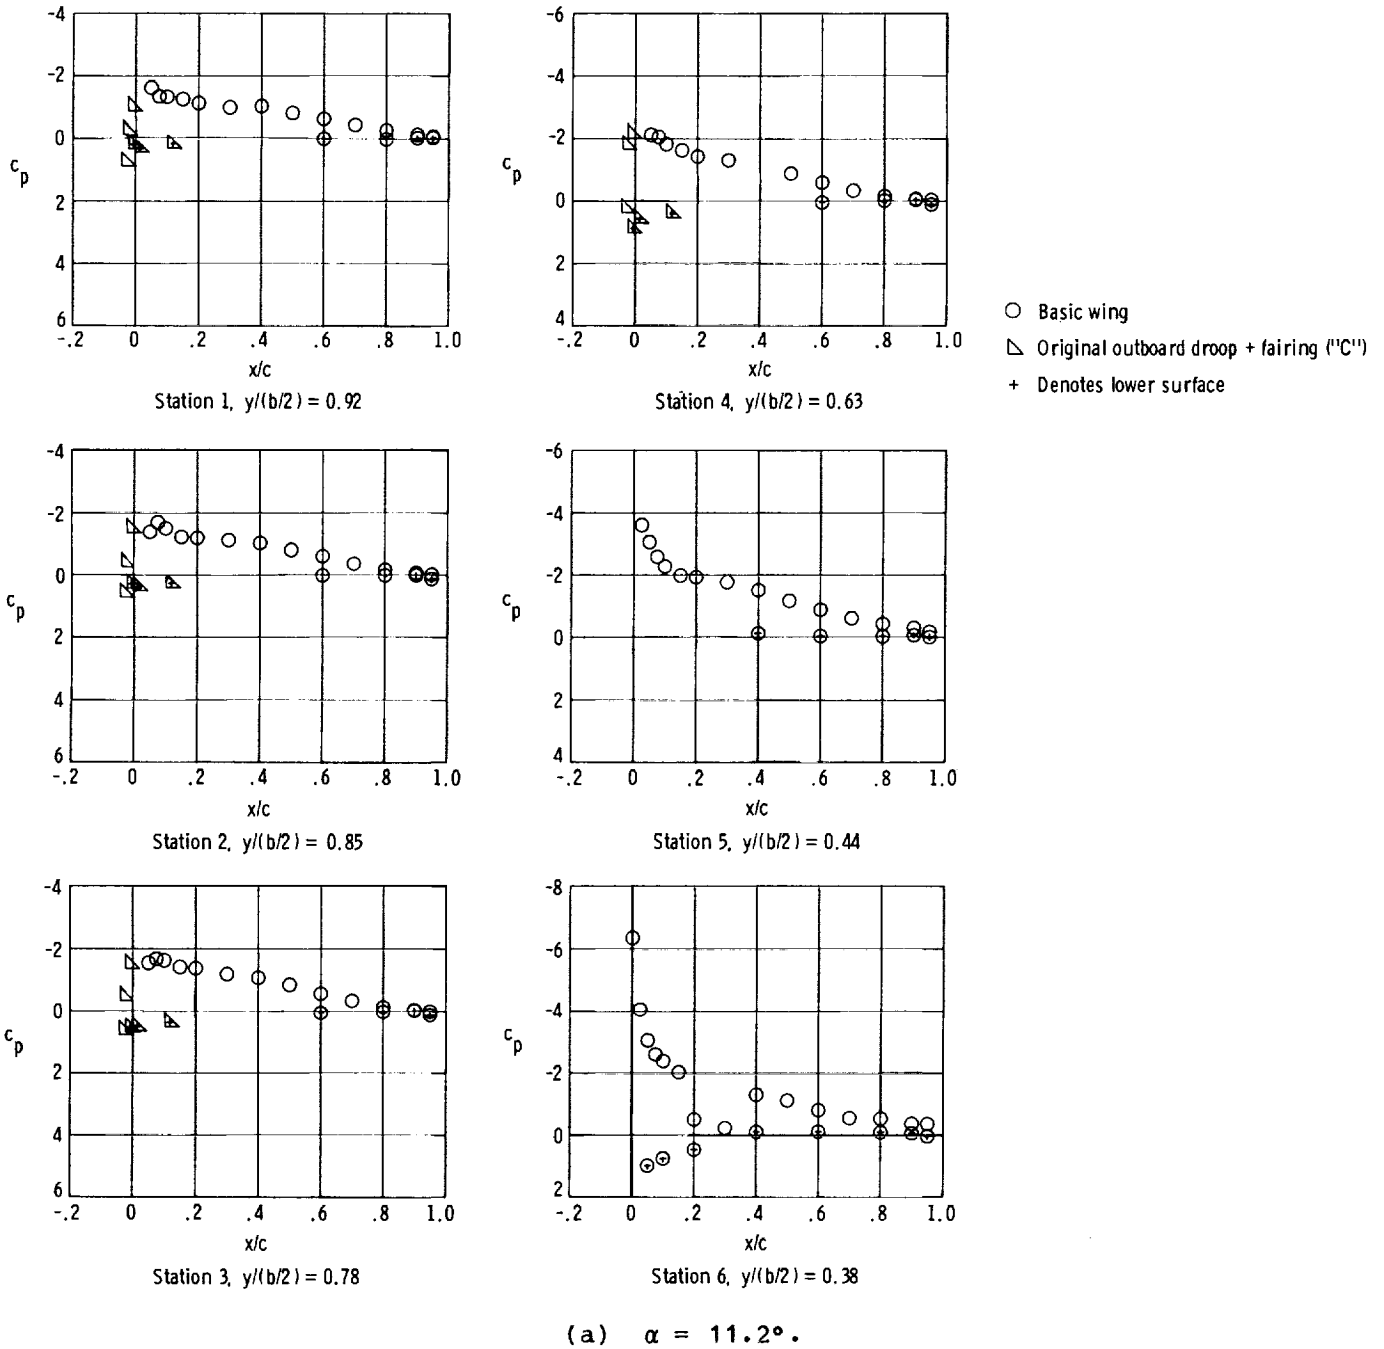 -4
-2
0
2
4
6
c_p
-.2 0 .2 .4 .6 .8 1.0
x/c
Station 1, y/(b/2) = 0.92
-6
-4
-2
0
2
4
c_p
-.2 0 .2 .4 .6 .8 1.0
x/c
Station 4, y/(b/2) = 0.63
Basic wing
Original outboard droop + fairing ("C")
+ Denotes lower surface
-4
-2
0
2
4
6
c_p
-.2 0 .2 .4 .6 .8 1.0
x/c
Station 2, y/(b/2) = 0.85
-6
-4
-2
0
2
4
c_p
-.2 0 .2 .4 .6 .8 1.0
x/c
Station 5, y/(b/2) = 0.44
-4
-2
0
2
4
6
c_p
-.2 0 .2 .4 .6 .8 1.0
x/c
Station 3, y/(b/2) = 0.78
-8
-6
-4
-2
0
2
c_p
-.2 0 .2 .4 .6 .8 1.0
x/c
Station 6, y/(b/2) = 0.38
(a) α = 11.2°.